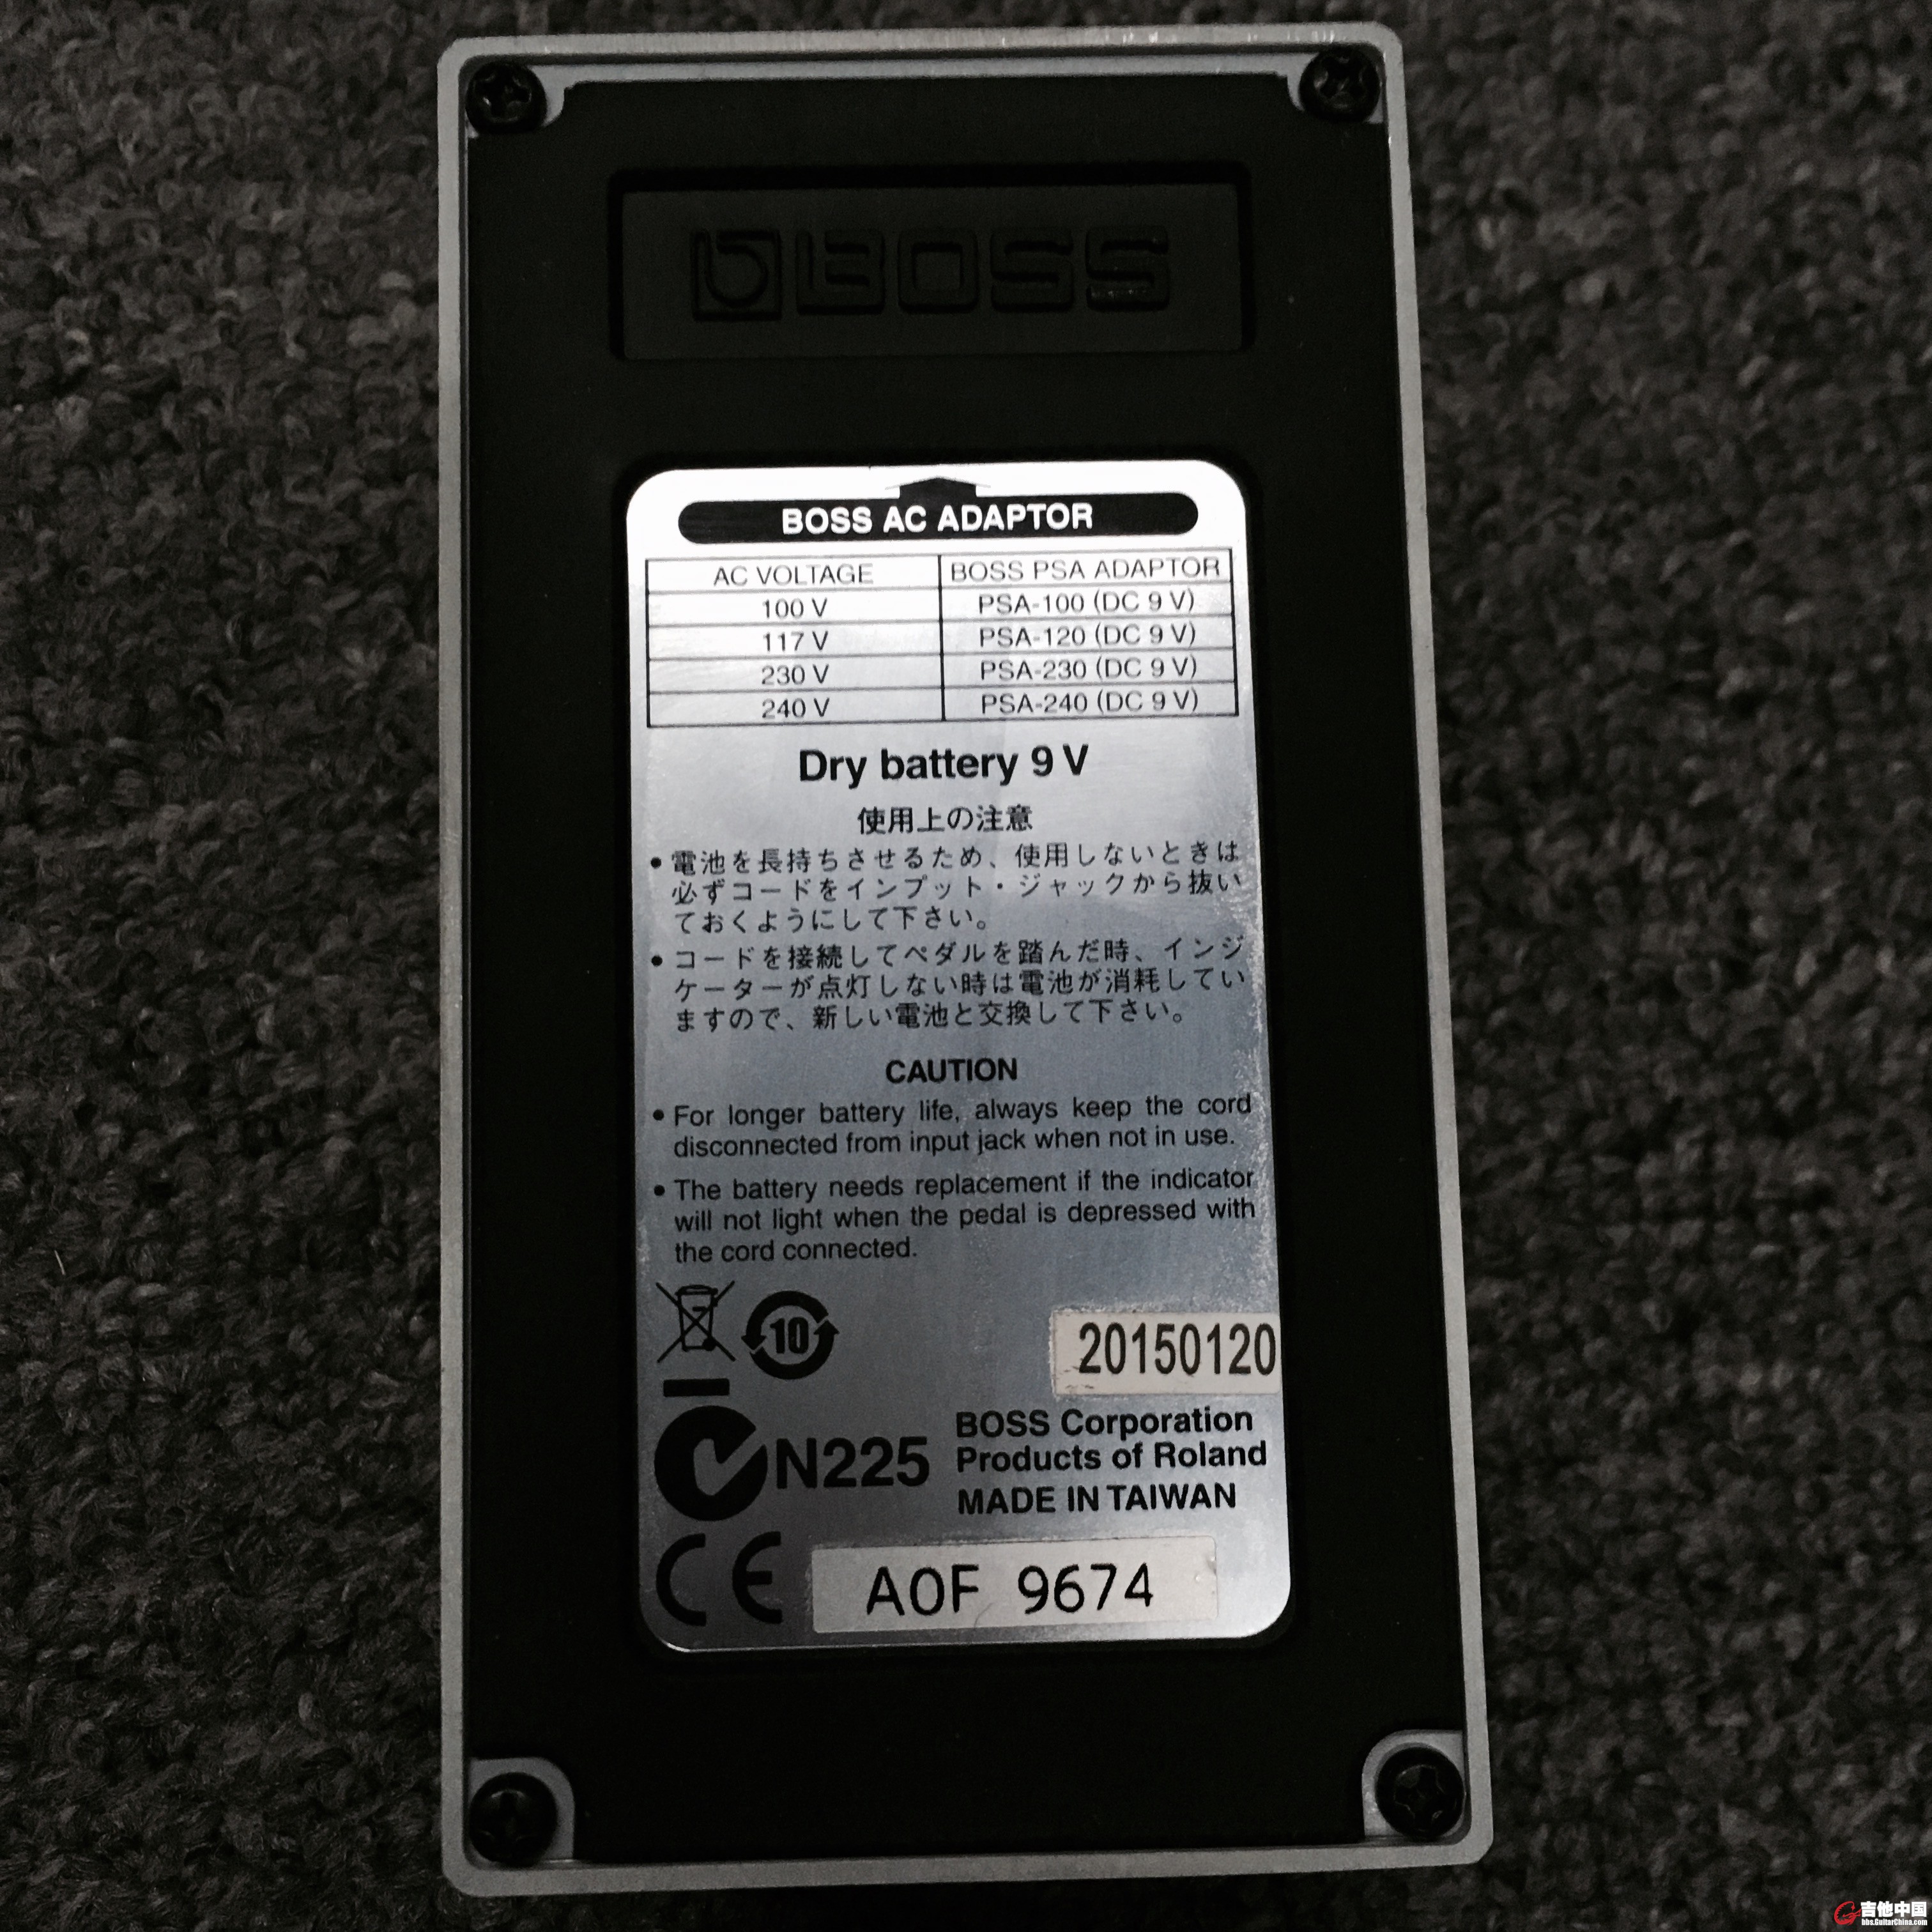 BOSS
BOSS AC ADAPTOR
AC VOLTAGE BOSS PSA ADAPTOR
100 V PSA-100 (DC 9 V)
117 V PSA-120 (DC 9 V)
230 V PSA-230 (DC 9 V)
240 V PSA-240 (DC 9 V)
Dry battery 9 V
使用上の注意
• 電池を長持ちさせるため、使用しないときは
必ずコードをインプット・ジャックから抜い
ておくようにして下さい。
• コードを接続してペダルを踏んだ時、インジ
ケーターが点灯しない時は電池が消耗してい
ますので、新しい電池と交換して下さい。
CAUTION
• For longer battery life, always keep the cord
disconnected from input jack when not in use.
• The battery needs replacement if the indicator
will not light when the pedal is depressed with
the cord connected.
10
20150120
N225
BOSS Corporation
Products of Roland
MADE IN TAIWAN
CE
A0F 9674
吉他中国
bbs.GuitarChina.com